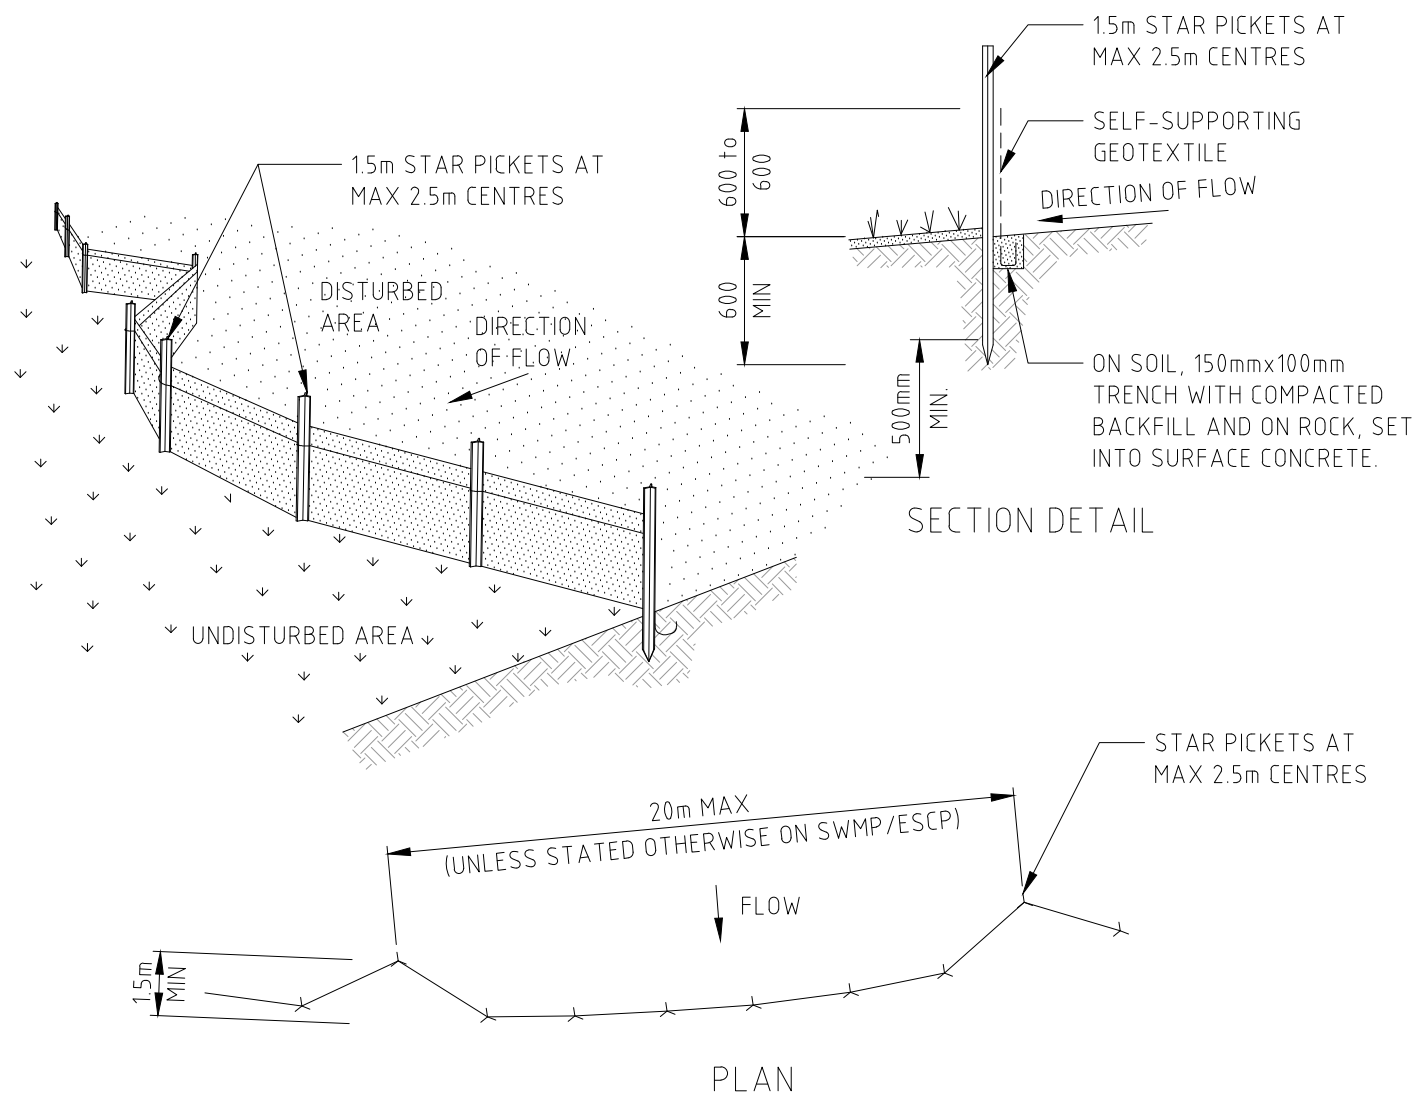 1.5m STAR PICKETS AT
MAX 2.5m CENTRES
600 to
600
SELF-SUPPORTING
GEOTEXTILE
DIRECTION OF FLOW
600
MIN
500mm
MIN.
ON SOIL, 150mmx100mm
TRENCH WITH COMPACTED
BACKFILL AND ON ROCK, SET
INTO SURFACE CONCRETE.
SECTION DETAIL
1.5m STAR PICKETS AT
MAX 2.5m CENTRES
DISTURBED
AREA
DIRECTION
OF FLOW
UNDISTURBED AREA
STAR PICKETS AT
MAX 2.5m CENTRES
20m MAX
(UNLESS STATED OTHERWISE ON SWMP/ESCP)
FLOW
1.5m
MIN
PLAN